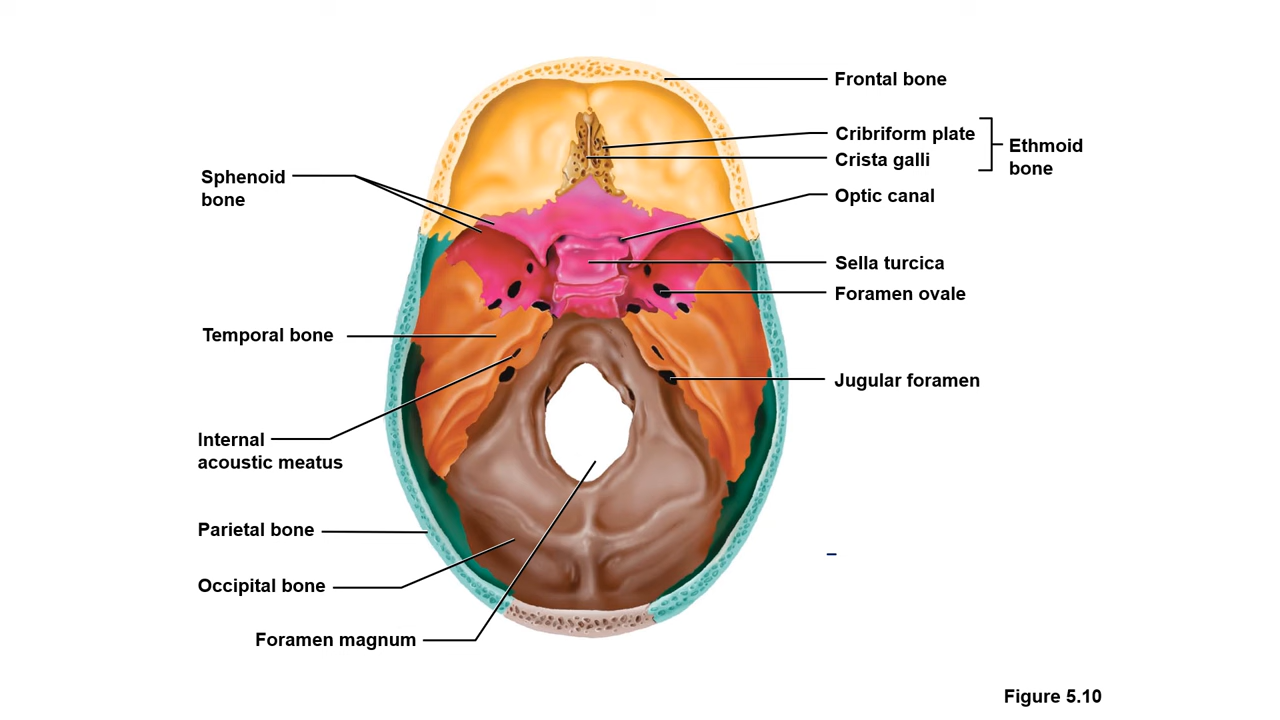 Frontal bone
Cribriform plate
Crista galli
Ethmoid
bone
Optic canal
Sella turcica
Foramen ovale
Jugular foramen
Sphenoid
bone
Temporal bone
Internal
acoustic meatus
Parietal bone
Occipital bone
Foramen magnum
Figure 5.10